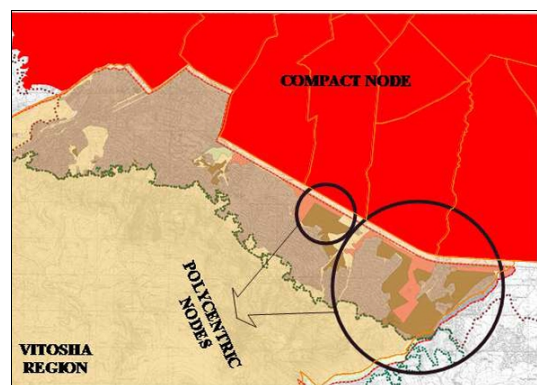 COMPACT NODE
POLYCENTRIC
NODES
VITOSHA
REGION